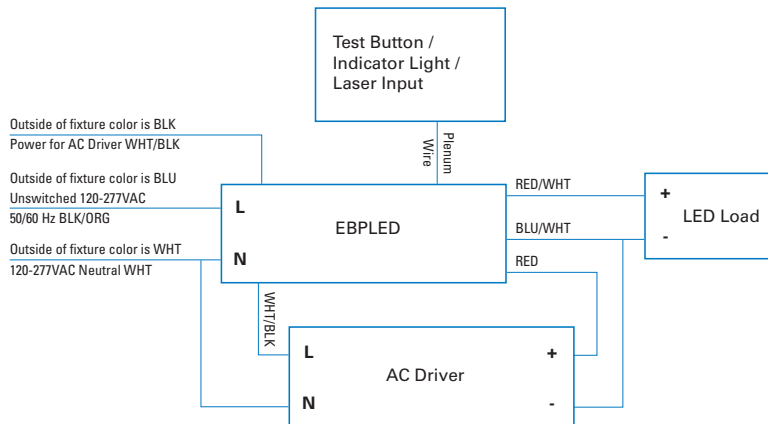 Test Button /
Indicator Light /
Laser Input
Outside of fixture color is BLK
Power for AC Driver WHT/BLK
Plenum
Wire
Outside of fixture color is BLU
Unswitched 120-277VAC
50/60 Hz BLK/ORG
L
EBPLED
RED/WHT
+
LED Load
BLU/WHT
-
Outside of fixture color is WHT
120-277VAC Neutral WHT
N
RED
WHT/BLK
L
+
AC Driver
N
-